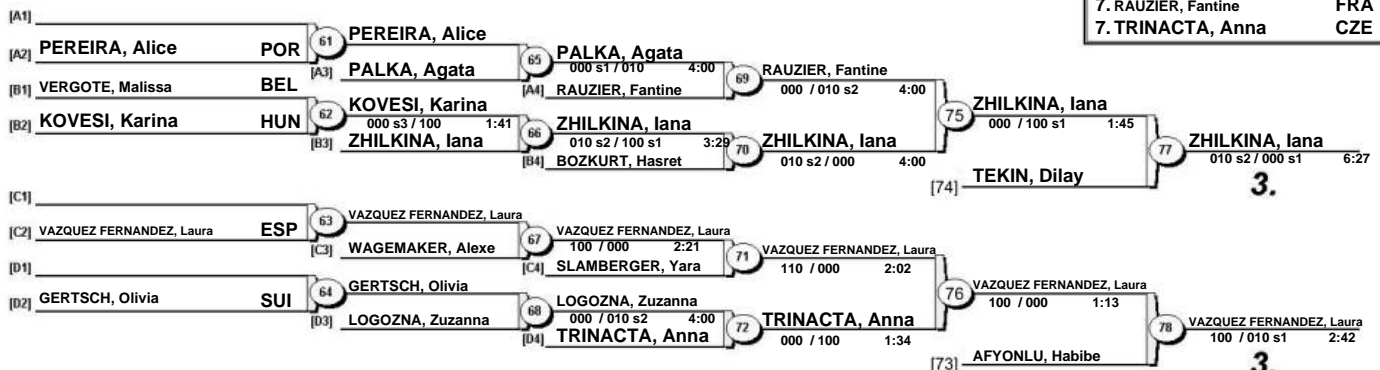 7. RAUZIER, Fantine FRA
7. TRINACTA, Anna CZE
[A1]
[A2] PEREIRA, Alice POR
61
PEREIRA, Alice
[A3] PALKA, Agata
65
PALKA, Agata
000 s1 / 010 4:00
[A4] RAUZIER, Fantine
69
RAUZIER, Fantine
000 / 010 s2 4:00
[B1] VERGOTE, Malissa BEL
[B2] KOVESI, Karina HUN
62
KOVESI, Karina
000 s3 / 100 1:41
[B3] ZHILKINA, Iana
66
ZHILKINA, Iana
010 s2 / 100 s1 3:29
[B4] BOZKURT, Hasret
70
ZHILKINA, Iana
010 s2 / 000 4:00
75
ZHILKINA, Iana
000 / 100 s1 1:45
[74] TEKIN, Dilay
77
ZHILKINA, Iana
010 s2 / 000 s1 6:27
3.
[C1]
[C2] VAZQUEZ FERNANDEZ, Laura ESP
63
VAZQUEZ FERNANDEZ, Laura
[C3] WAGEMAKER, Alexe
67
VAZQUEZ FERNANDEZ, Laura
100 / 000 2:21
[C4] SLAMBERGER, Yara
71
VAZQUEZ FERNANDEZ, Laura
110 / 000 2:02
[D1]
[D2] GERTSCH, Olivia SUI
64
GERTSCH, Olivia
[D3] LOGOZNA, Zuzanna
68
LOGOZNA, Zuzanna
000 / 010 s2 4:00
[D4] TRINACTA, Anna
72
TRINACTA, Anna
000 / 100 1:34
76
VAZQUEZ FERNANDEZ, Laura
100 / 000 1:13
[73] AFYONLU, Habibe
78
VAZQUEZ FERNANDEZ, Laura
100 / 010 s1 2:42
3.